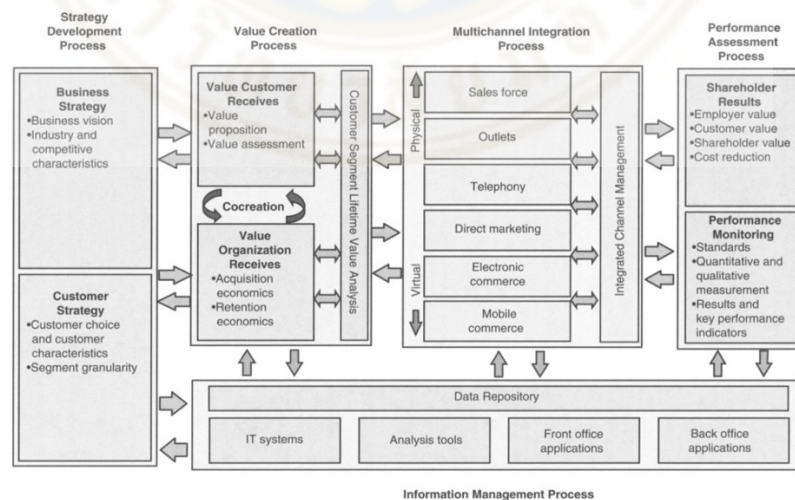 Strategy
Development
Process
Value Creation
Process
Multichannel Integration
Process
Performance
Assessment
Process
Business
Strategy
•Business vision
•Industry and
competitive
characteristics
Customer
Strategy
•Customer choice
and customer
characteristics
•Segment granularity
Value Customer
Receives
•Value
proposition
•Value assessment
Cocreation
Value
Organization
Receives
•Acquisition
economics
•Retention
economics
Customer Segment Lifetime Value Analysis
Physical
Virtual
Sales force
Outlets
Telephony
Direct marketing
Electronic
commerce
Mobile
commerce
Integrated Channel Management
Shareholder
Results
•Employer value
•Customer value
•Shareholder value
•Cost reduction
Performance
Monitoring
•Standards
•Quantitative and
qualitative
measurement
•Results and
key performance
indicators
Data Repository
IT systems
Analysis tools
Front office
applications
Back office
applications
Information Management Process